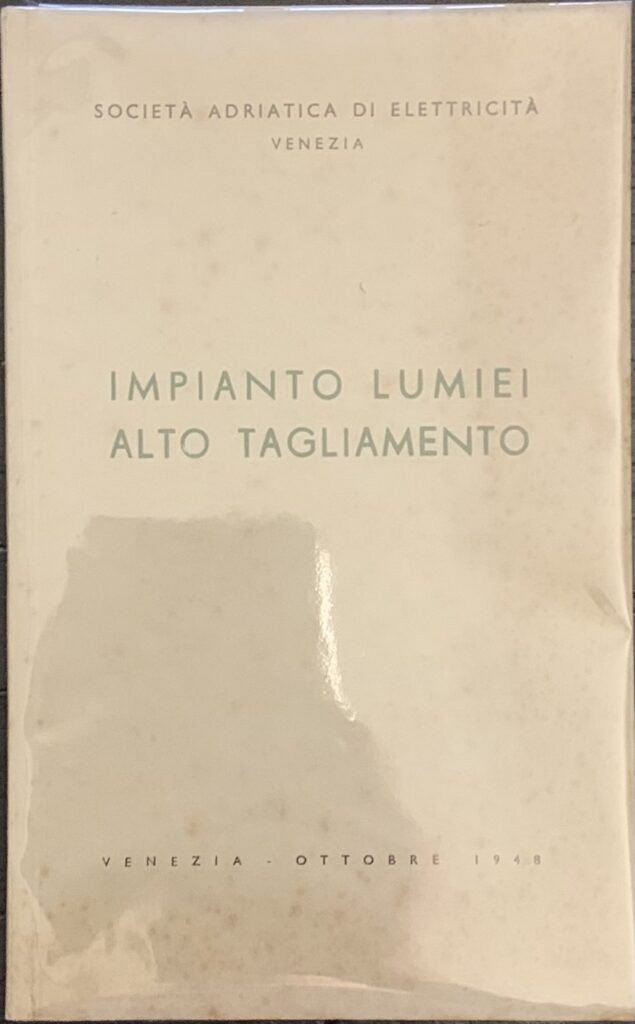 SOCIETÀ ADRIATICA DI ELETTRICITÀ
VENEZIA
IMPIANTO LUMIEI
ALTO TAGLIAMENTO
VENEZIA - OTTOBRE 1948